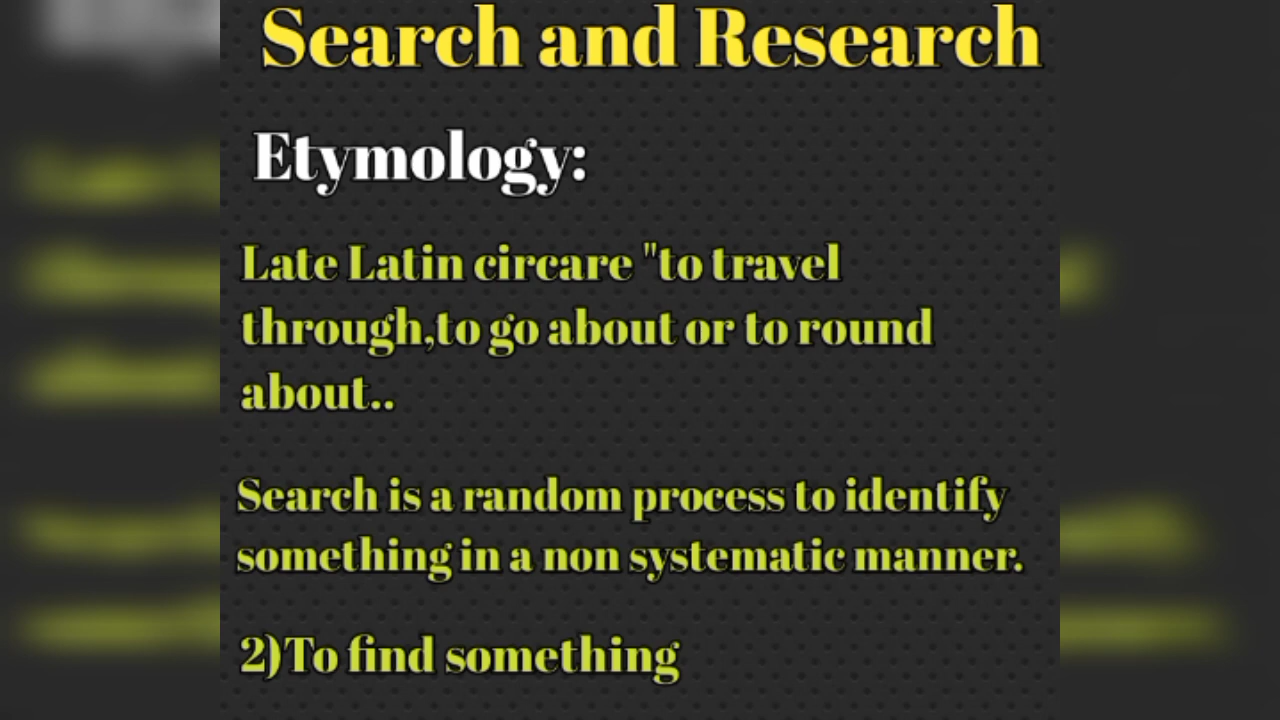 Search and Research
Etymology:
Late Latin circare "to travel
through,to go about or to round
about..
Search is a random process to identify
something in a non systematic manner.
2)To find something